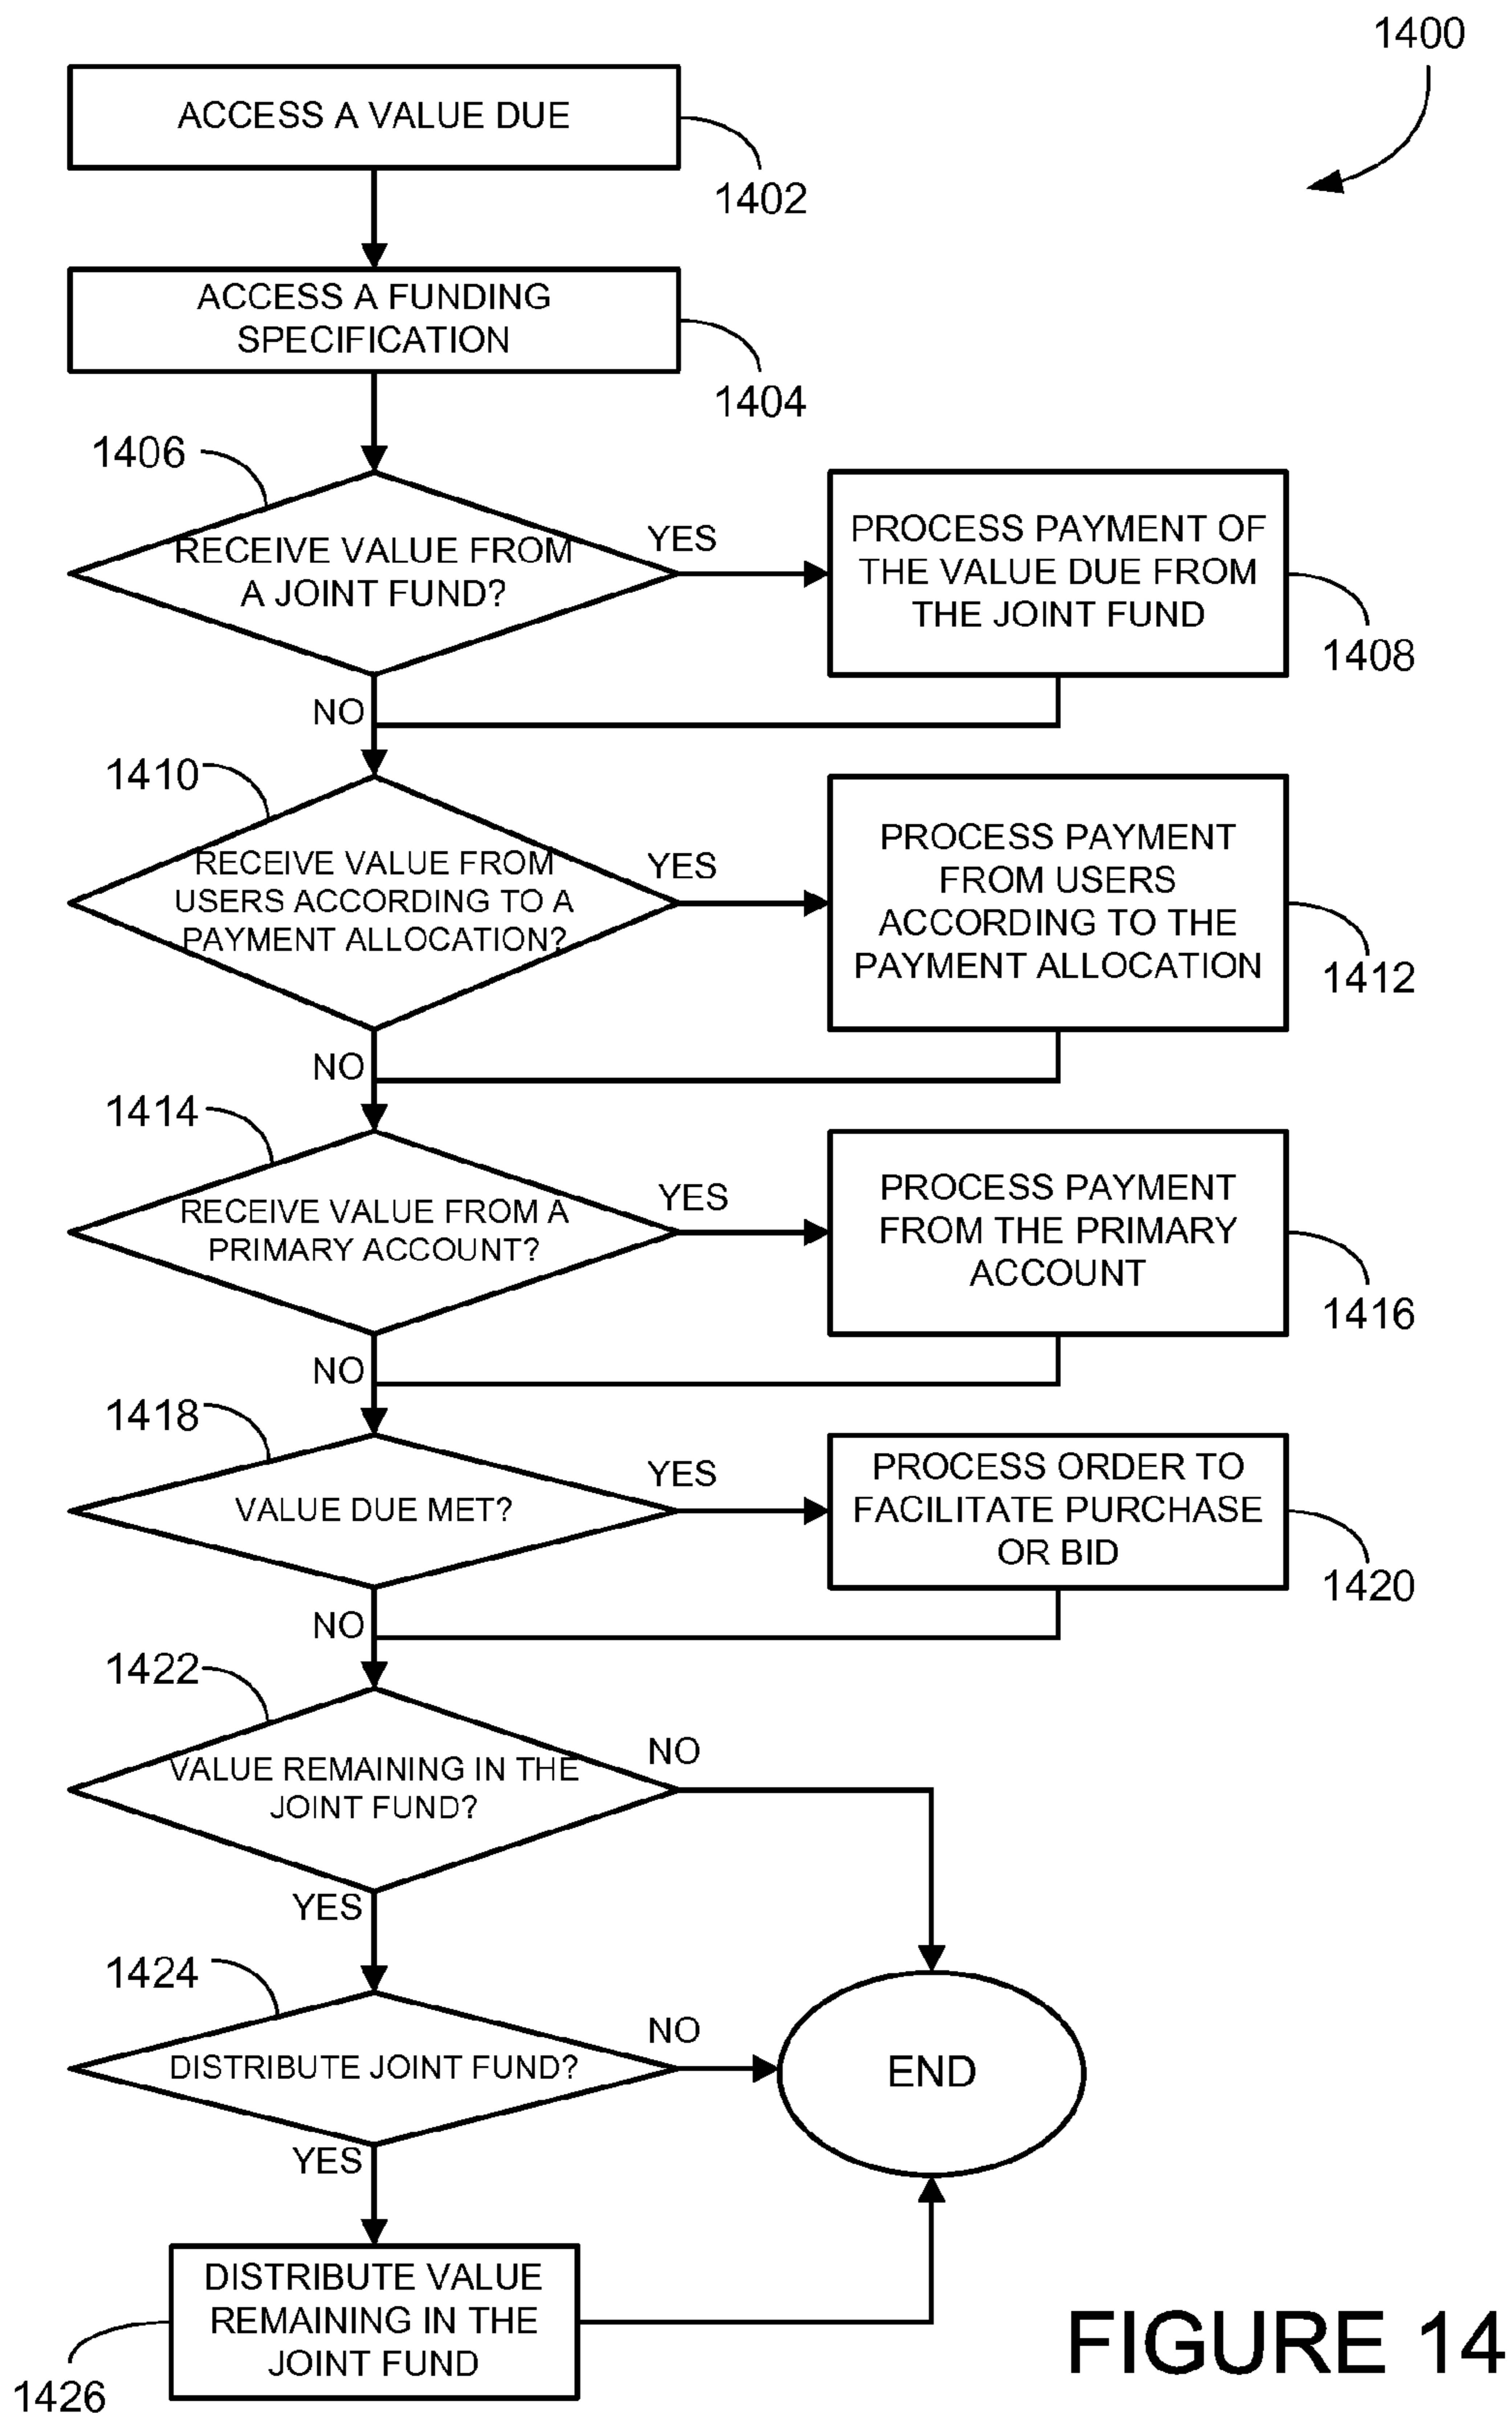 1400
ACCESS A VALUE DUE
1402
ACCESS A FUNDING
SPECIFICATION
1404
1406
RECEIVE VALUE FROM
A JOINT FUND?
YES
PROCESS PAYMENT OF
THE VALUE DUE FROM
THE JOINT FUND
1408
NO
1410
RECEIVE VALUE FROM
USERS ACCORDING TO A
PAYMENT ALLOCATION?
YES
PROCESS PAYMENT
FROM USERS
ACCORDING TO THE
PAYMENT ALLOCATION
1412
NO
1414
RECEIVE VALUE FROM A
PRIMARY ACCOUNT?
YES
PROCESS PAYMENT
FROM THE PRIMARY
ACCOUNT
1416
NO
1418
VALUE DUE MET?
YES
PROCESS ORDER TO
FACILITATE PURCHASE
OR BID
1420
NO
1422
VALUE REMAINING IN THE
JOINT FUND?
NO
YES
1424
DISTRIBUTE JOINT FUND?
NO
END
YES
DISTRIBUTE VALUE
REMAINING IN THE
JOINT FUND
1426
FIGURE 14